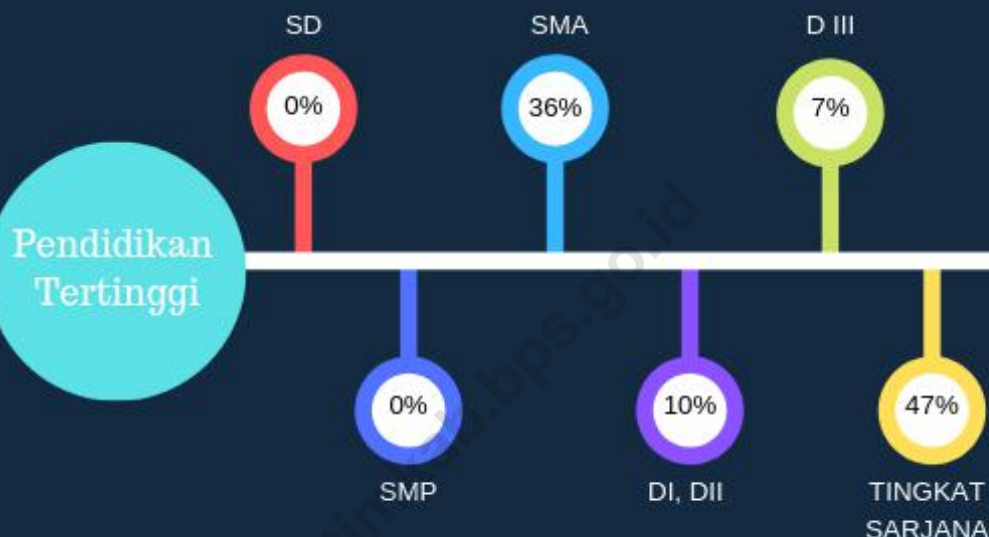 SD
SMA
D III
0%
36%
7%
Pendidikan
Tertinggi
0%
10%
47%
SMP
DI, DII
TINGKAT
SARJANA